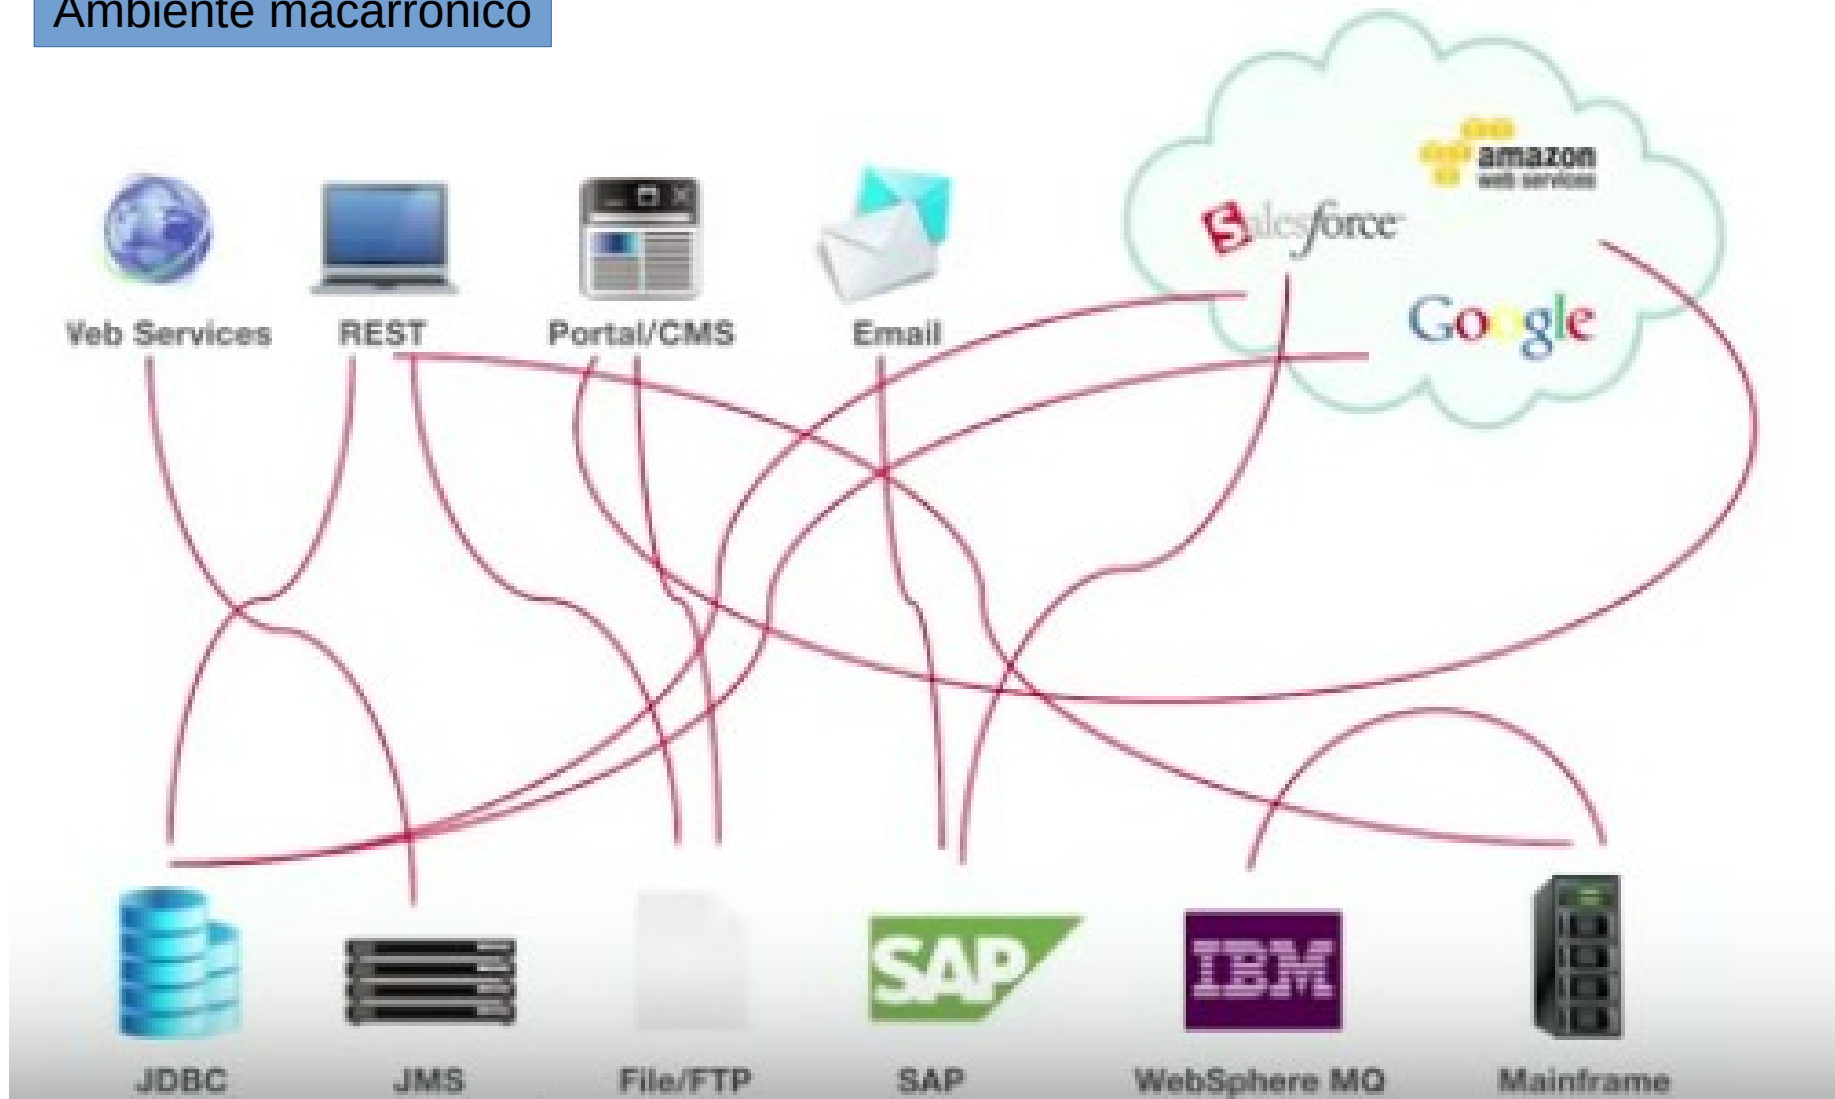 Ambiente macarrônico
amazon
web services
salesforce
Google
Web Services
REST
Portal/CMS
Email
SAP
IBM
JDBC
JMS
File/FTP
SAP
WebSphere MQ
Mainframe